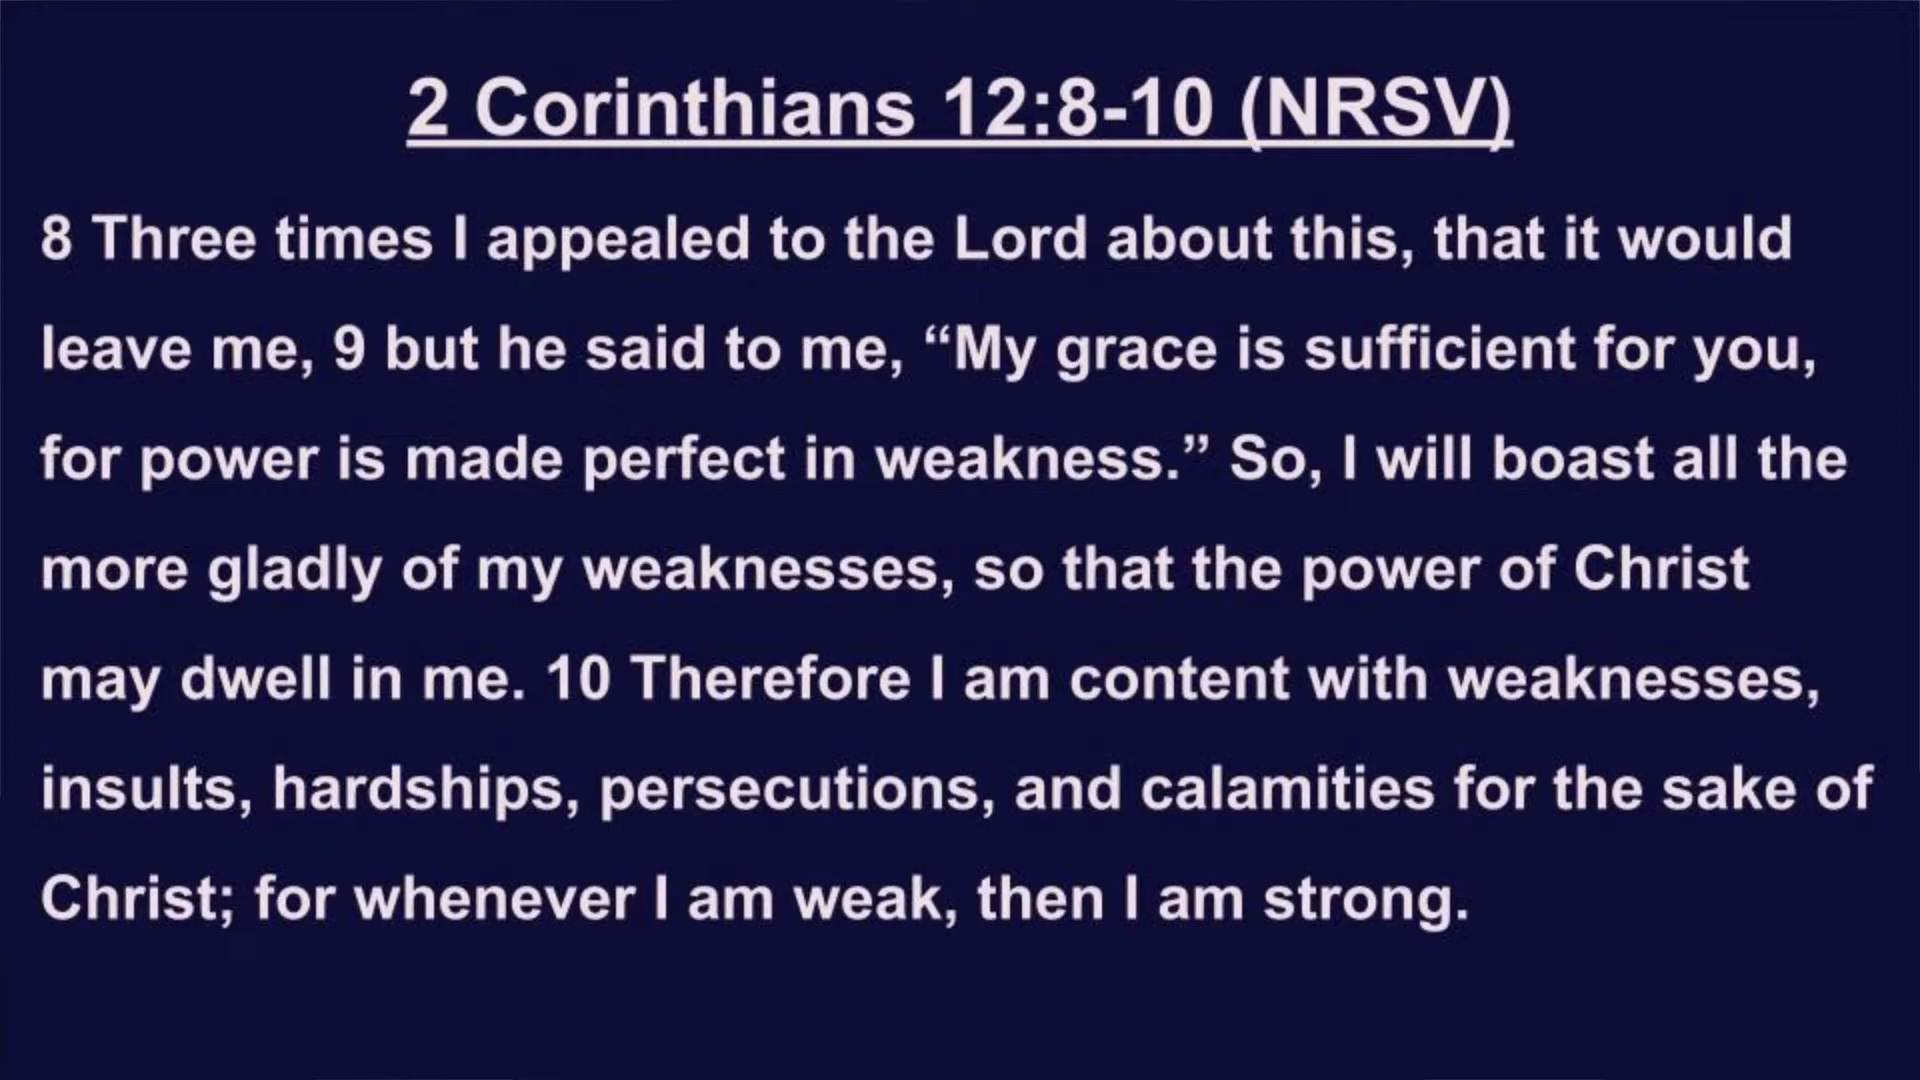 2 Corinthians 12:8-10 (NRSV)
8 Three times I appealed to the Lord about this, that it would
leave me, 9 but he said to me, “My grace is sufficient for you,
for power is made perfect in weakness.” So, I will boast all the
more gladly of my weaknesses, so that the power of Christ
may dwell in me. 10 Therefore I am content with weaknesses,
insults, hardships, persecutions, and calamities for the sake of
Christ; for whenever I am weak, then I am strong.